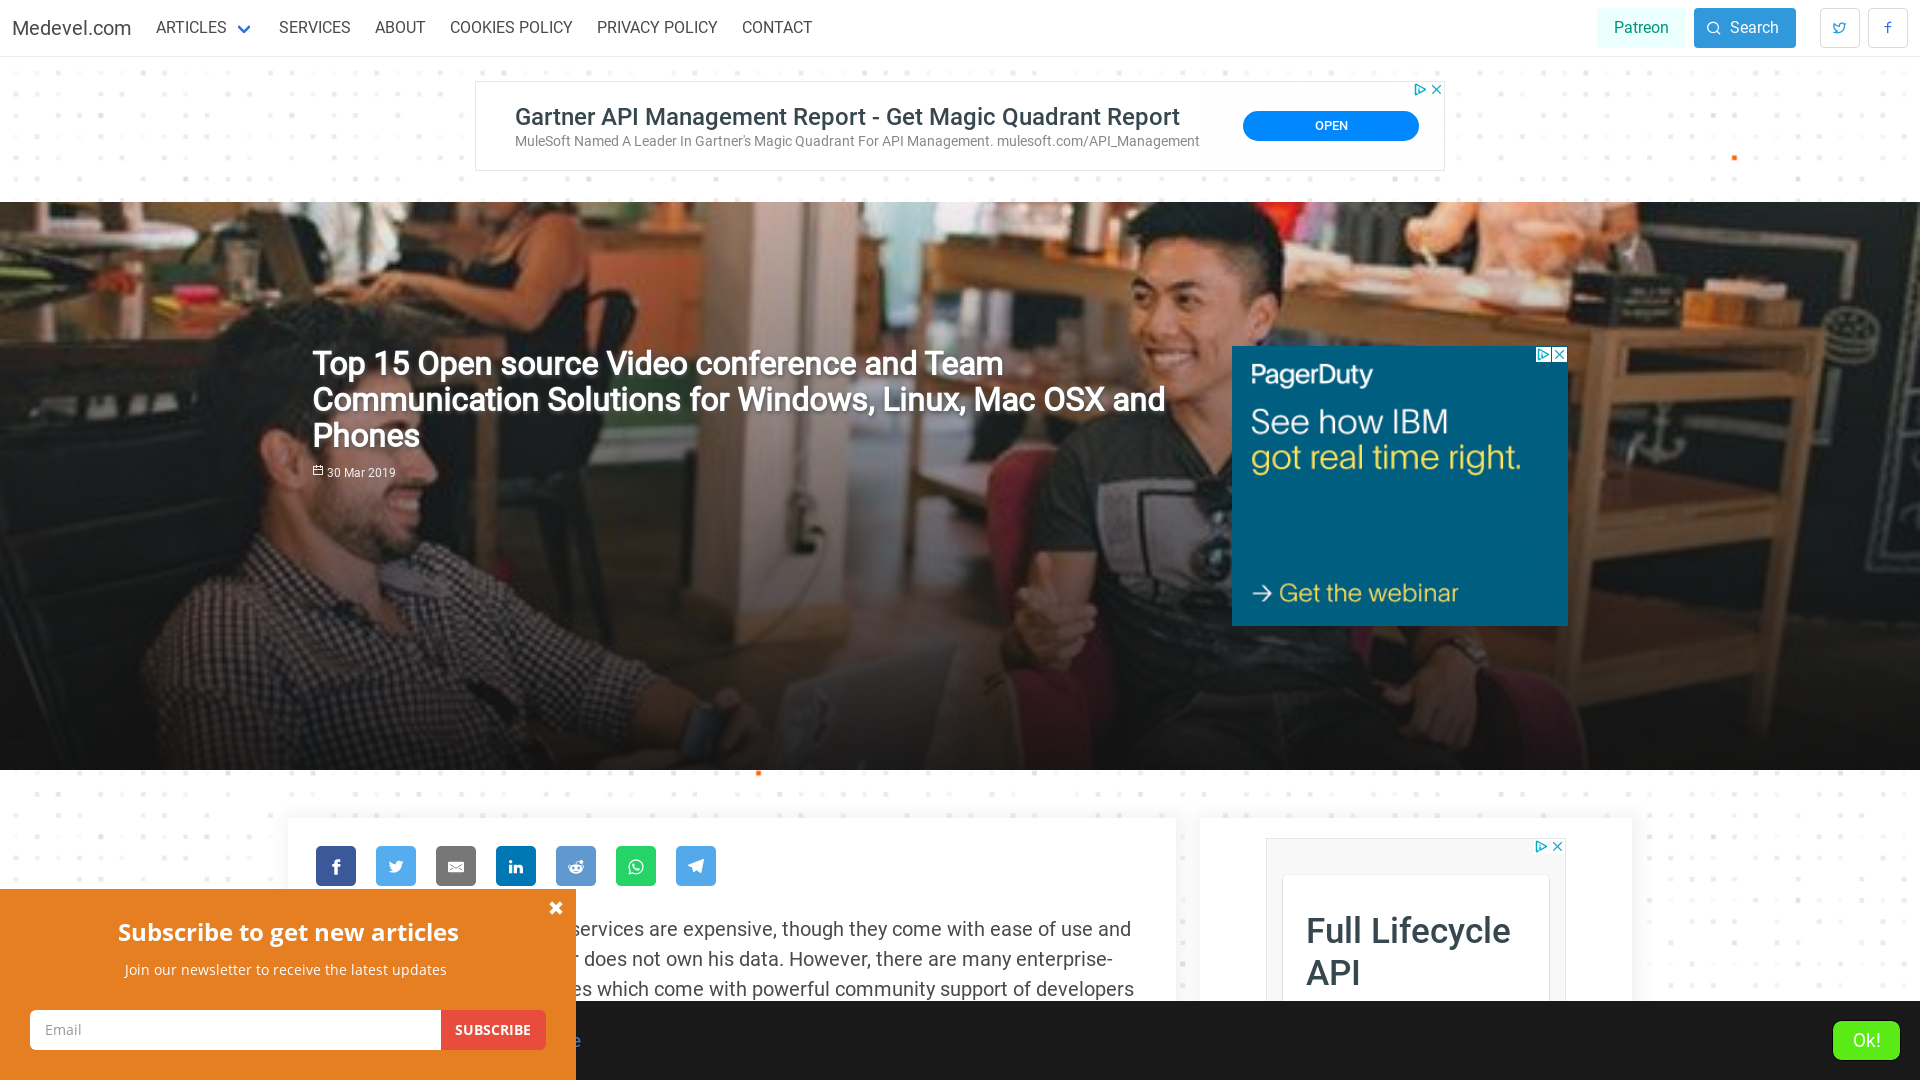 Medevel.com ARTICLES SERVICES ABOUT COOKIES POLICY PRIVACY POLICY CONTACT Patreon Search
Gartner API Management Report - Get Magic Quadrant Report
MuleSoft Named A Leader In Gartner's Magic Quadrant For API Management. mulesoft.com/API_Management
OPEN
Top 15 Open source Video conference and Team
Communication Solutions for Windows, Linux, Mac OSX and
Phones
30 Mar 2019
PagerDuty
See how IBM
got real time right.
→ Get the webinar
services are expensive, though they come with ease of use and
does not own his data. However, there are many enterprise-
which come with powerful community support of developers
Full Lifecycle
API
Subscribe to get new articles
Join our newsletter to receive the latest updates
Email SUBSCRIBE
Ok!